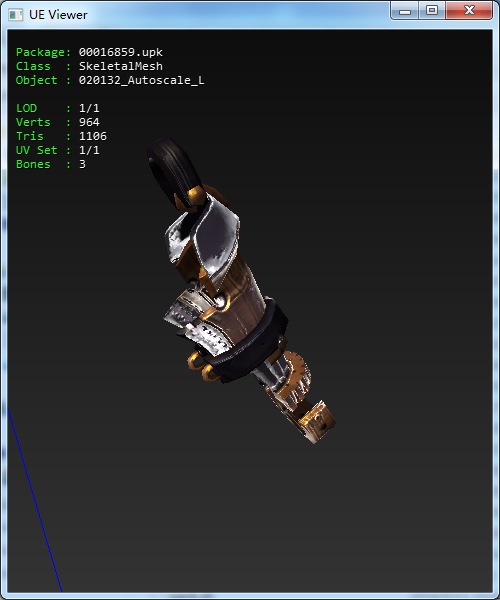 UE Viewer
Package: 00016859.upk
Class : SkeletalMesh
Object : 020132_Autoscale_L
LOD : 1/1
Verts : 964
Tris : 1106
UV Set : 1/1
Bones : 3